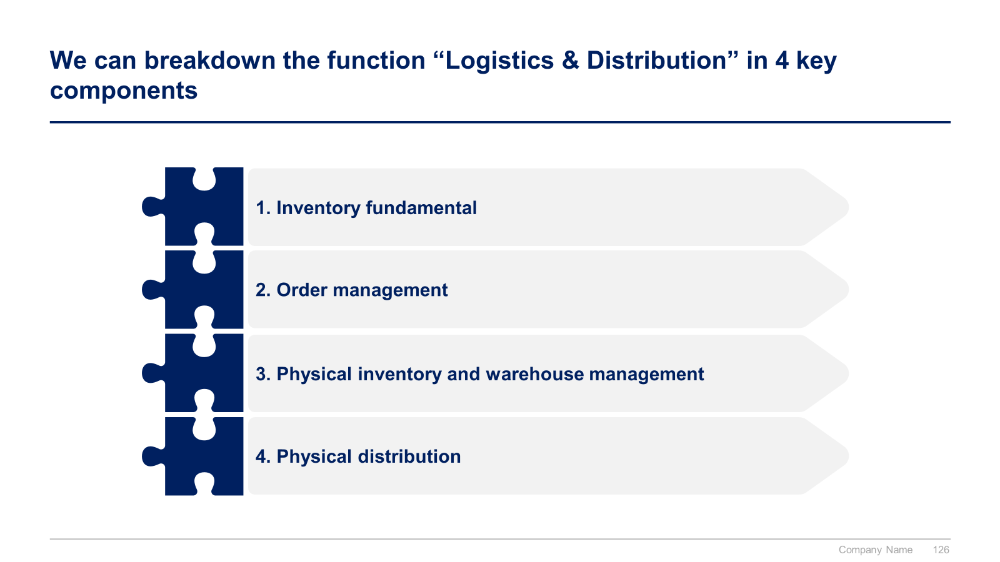 We can breakdown the function “Logistics & Distribution” in 4 key
components
1. Inventory fundamental
2. Order management
3. Physical inventory and warehouse management
4. Physical distribution
Company Name 126